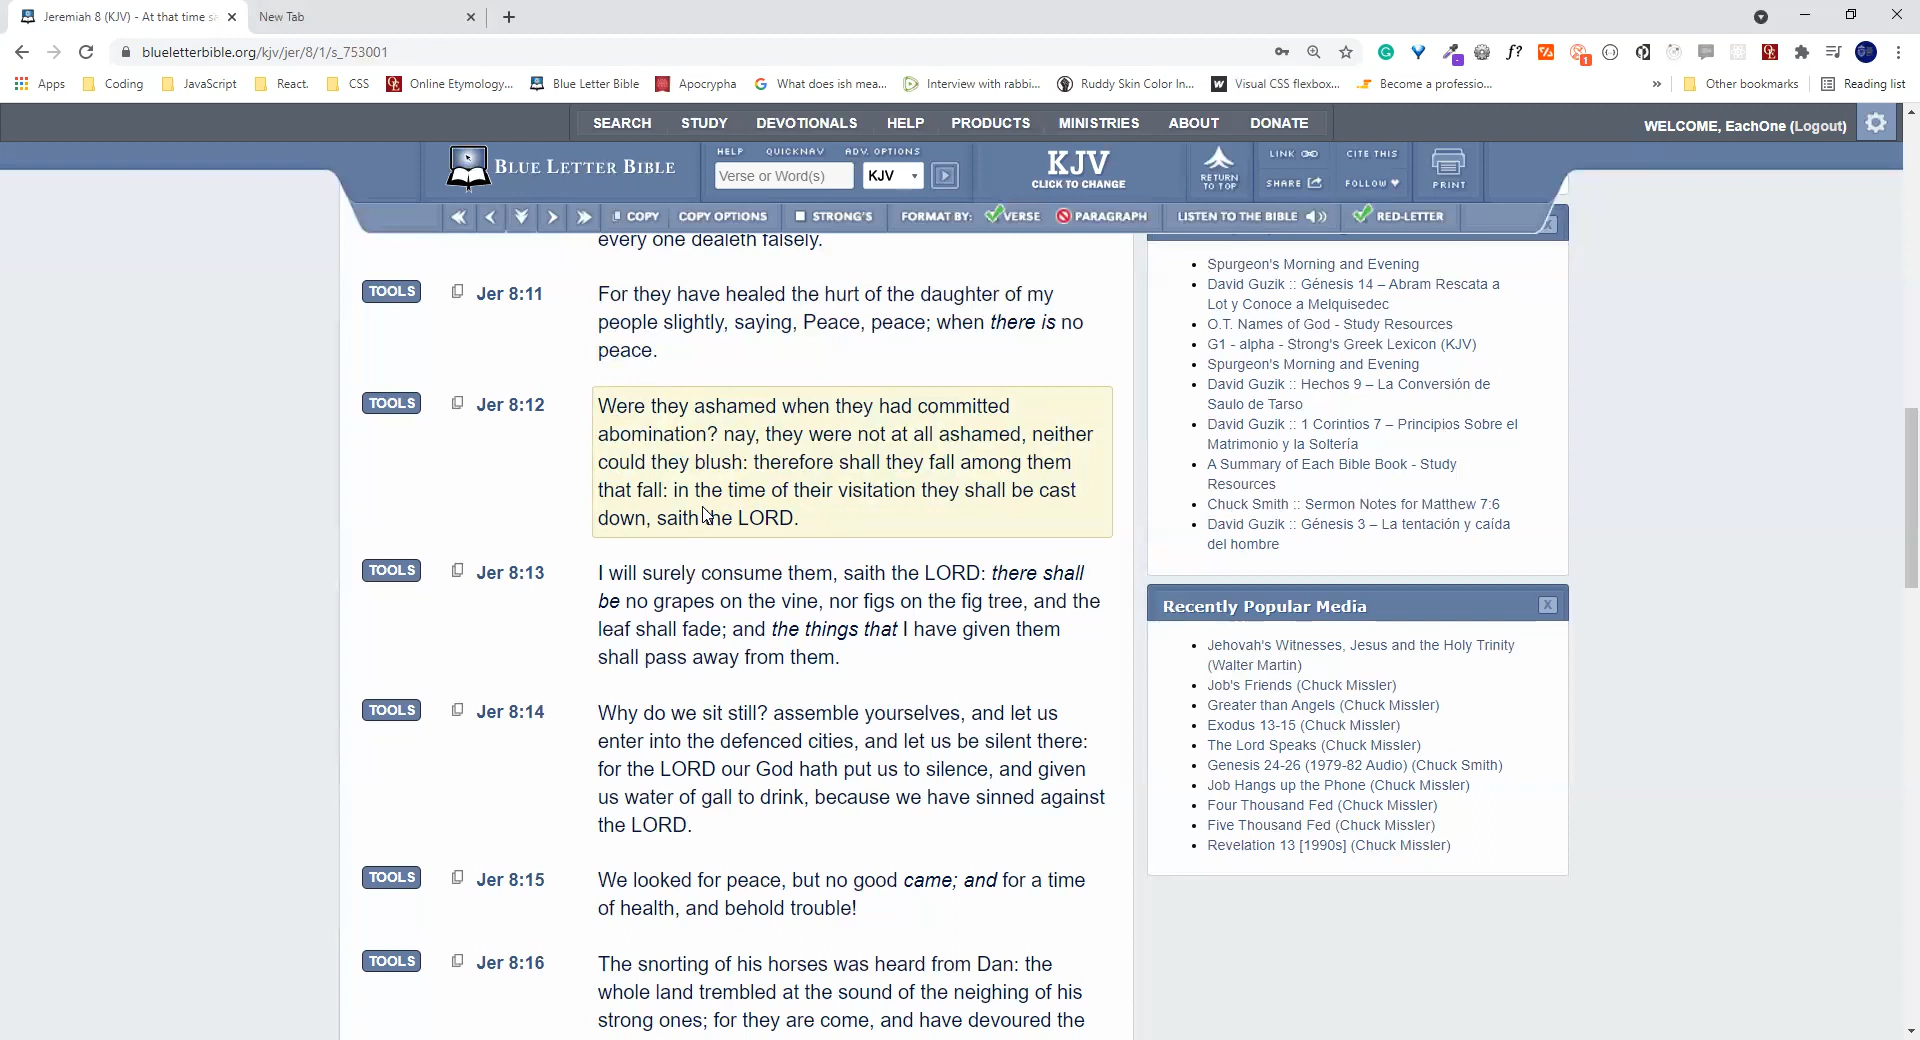 Jeremiah 8 (KJV) - At that time sa
New Tab
blueletterbible.org/kjv/jer/8/1/s_753001
Apps
Coding
JavaScript
React.
CSS
Online Etymology...
Blue Letter Bible
Apocrypha
What does ish mea...
Interview with rabbi...
Ruddy Skin Color In...
Visual CSS flexbox...
Become a professio...
Other bookmarks
Reading list
SEARCH STUDY DEVOTIONALS HELP PRODUCTS MINISTRIES ABOUT DONATE
WELCOME, EachOne (Logout)
BLUE LETTER BIBLE
HELP QUICKNAV ADV. OPTIONS
Verse or Word(s)
KJV
KJV
CLICK TO CHANGE
RETURN
TO TOP
LINK
CITE THIS
SHARE
FOLLOW
PRINT
COPY COPY OPTIONS STRONG'S FORMAT BY: VERSE PARAGRAPH LISTEN TO THE BIBLE RED-LETTER
every one dealeth falsely.
TOOLS Jer 8:11 For they have healed the hurt of the daughter of my
people slightly, saying, Peace, peace; when there is no
peace.
TOOLS Jer 8:12 Were they ashamed when they had committed
abomination? nay, they were not at all ashamed, neither
could they blush: therefore shall they fall among them
that fall: in the time of their visitation they shall be cast
down, saith the LORD.
TOOLS Jer 8:13 I will surely consume them, saith the LORD: there shall
be no grapes on the vine, nor figs on the fig tree, and the
leaf shall fade; and the things that I have given them
shall pass away from them.
TOOLS Jer 8:14 Why do we sit still? assemble yourselves, and let us
enter into the defenced cities, and let us be silent there:
for the LORD our God hath put us to silence, and given
us water of gall to drink, because we have sinned against
the LORD.
TOOLS Jer 8:15 We looked for peace, but no good came; and for a time
of health, and behold trouble!
TOOLS Jer 8:16 The snorting of his horses was heard from Dan: the
whole land trembled at the sound of the neighing of his
strong ones; for they are come, and have devoured the
X
Spurgeon's Morning and Evening
David Guzik :: Génesis 14 – Abram Rescata a
Lot y Conoce a Melquisedec
O.T. Names of God - Study Resources
G1 - alpha - Strong's Greek Lexicon (KJV)
Spurgeon's Morning and Evening
David Guzik :: Hechos 9 – La Conversión de
Saulo de Tarso
David Guzik :: 1 Corintios 7 – Principios Sobre el
Matrimonio y la Soltería
A Summary of Each Bible Book - Study
Resources
Chuck Smith :: Sermon Notes for Matthew 7:6
David Guzik :: Génesis 3 – La tentación y caída
del hombre
Recently Popular Media X
Jehovah's Witnesses, Jesus and the Holy Trinity
(Walter Martin)
Job's Friends (Chuck Missler)
Greater than Angels (Chuck Missler)
Exodus 13-15 (Chuck Missler)
The Lord Speaks (Chuck Missler)
Genesis 24-26 (1979-82 Audio) (Chuck Smith)
Job Hangs up the Phone (Chuck Missler)
Four Thousand Fed (Chuck Missler)
Five Thousand Fed (Chuck Missler)
Revelation 13 [1990s] (Chuck Missler)